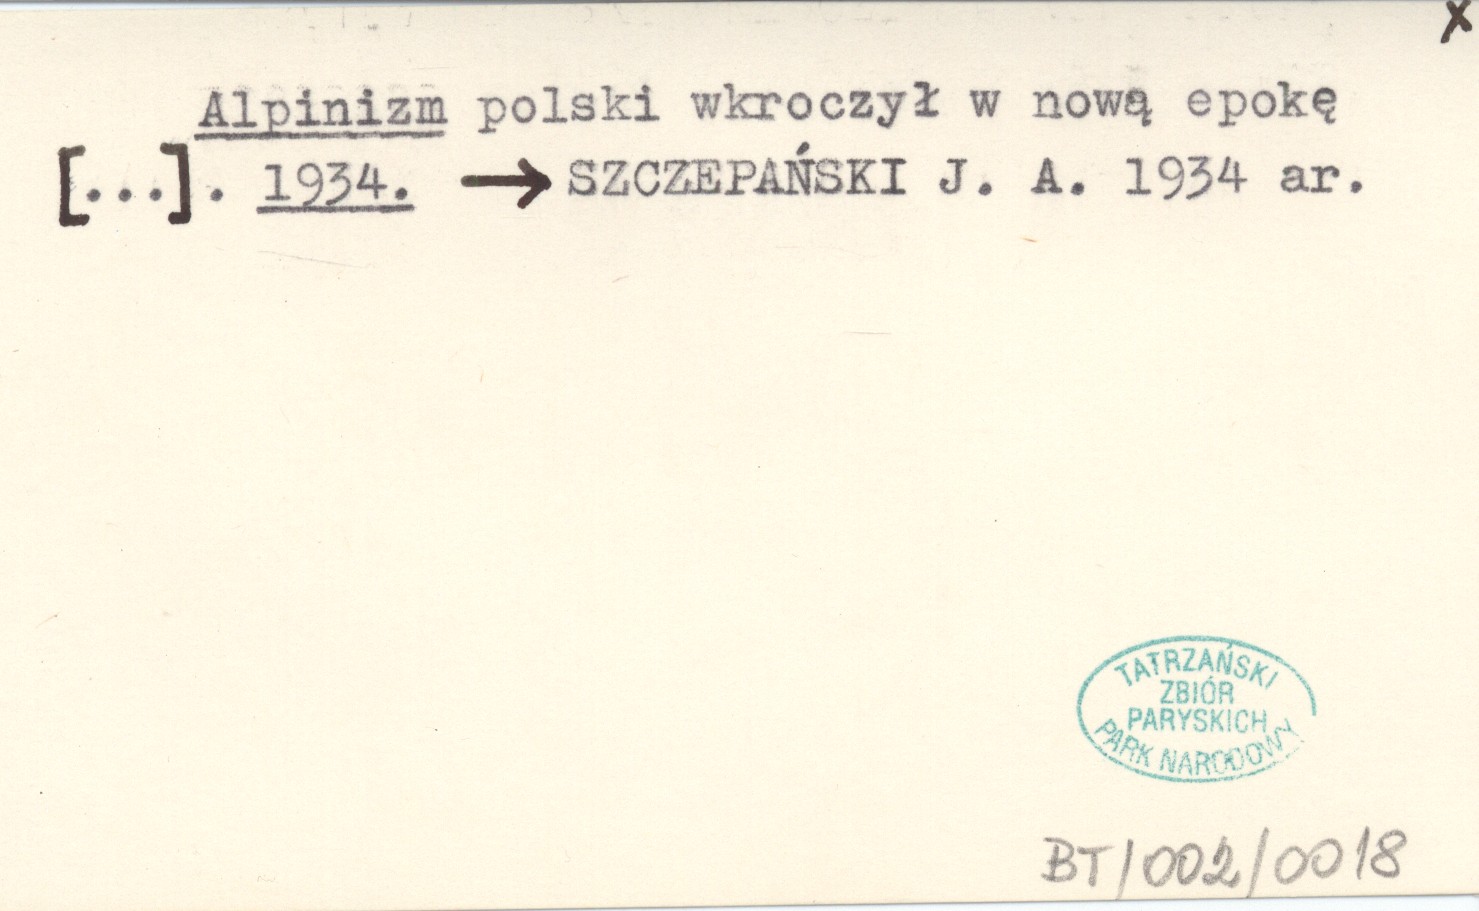 x
Alpinizm polski wkroczył w nową epokę
[...]. 1934. → SZCZEPAŃSKI J. A. 1934 ar.
TATRZAŃSKI
ZBIÓR
PARYSKICH
PARK NARODOWY
BT/002/0018